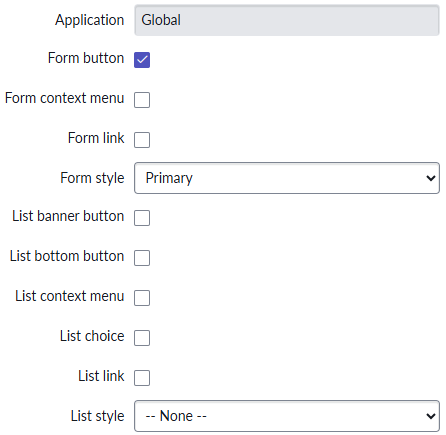 Application Global
Form button
Form context menu
Form link
Form style Primary
List banner button
List bottom button
List context menu
List choice
List link
List style -- None --